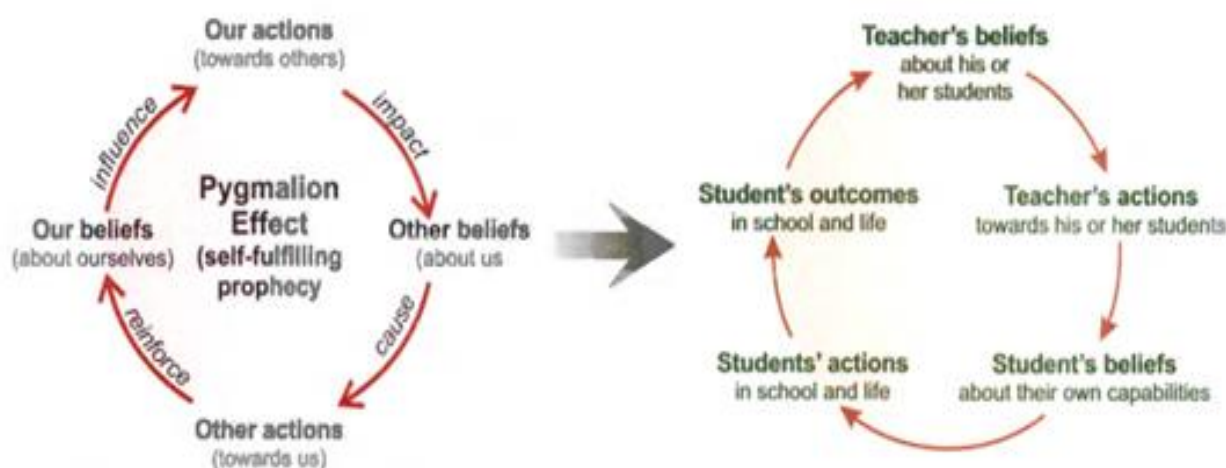 Our actions
(towards others)
influence
impact
Pygmalion
Effect
(self-fulfilling
prophecy
Our beliefs
(about ourselves)
Other beliefs
(about us
reinforce
cause
Other actions
(towards us)
Teacher's beliefs
about his or
her students
Teacher's actions
towards his or her students
Student's beliefs
about their own capabilities
Students' actions
in school and life
Student's outcomes
in school and life